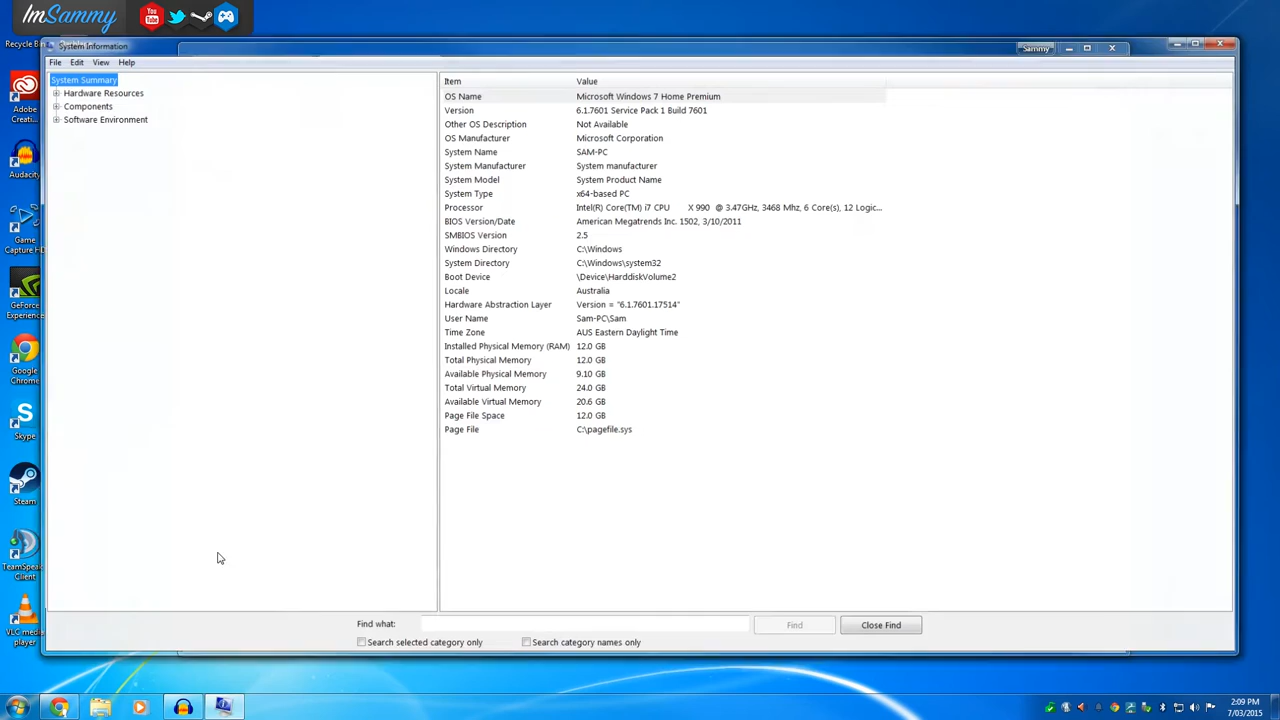 ImSammy
You Tube
Recycle Bin
System Information
Sammy
File Edit View Help
System Summary
Hardware Resources
Components
Software Environment
Item Value
OS Name Microsoft Windows 7 Home Premium
Version 6.1.7601 Service Pack 1 Build 7601
Other OS Description Not Available
OS Manufacturer Microsoft Corporation
System Name SAM-PC
System Manufacturer System manufacturer
System Model System Product Name
System Type x64-based PC
Processor Intel(R) Core(TM) i7 CPU X 990 @ 3.47GHz, 3468 Mhz, 6 Core(s), 12 Logic...
BIOS Version/Date American Megatrends Inc. 1502, 3/10/2011
SMBIOS Version 2.5
Windows Directory C:\Windows
System Directory C:\Windows\system32
Boot Device \Device\HarddiskVolume2
Locale Australia
Hardware Abstraction Layer Version = "6.1.7601.17514"
User Name Sam-PC\Sam
Time Zone AUS Eastern Daylight Time
Installed Physical Memory (RAM) 12.0 GB
Total Physical Memory 12.0 GB
Available Physical Memory 9.10 GB
Total Virtual Memory 24.0 GB
Available Virtual Memory 20.6 GB
Page File Space 12.0 GB
Page File C:\pagefile.sys
Adobe
Creati...
Audacity
Game
Capture HD
GeForce
Experience
Google
Chrome
Skype
Steam
TeamSpeak
Client
VLC media
player
Find what:
Find
Close Find
Search selected category only
Search category names only
2:09 PM
7/03/2015